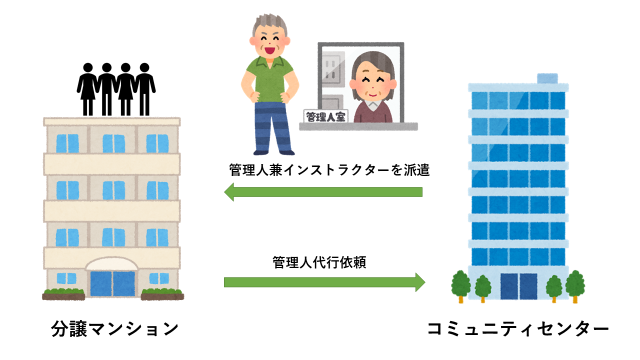 管理人室
管理人兼インストラクターを派遣
管理人代行依頼
分譲マンション
コミュニティセンター